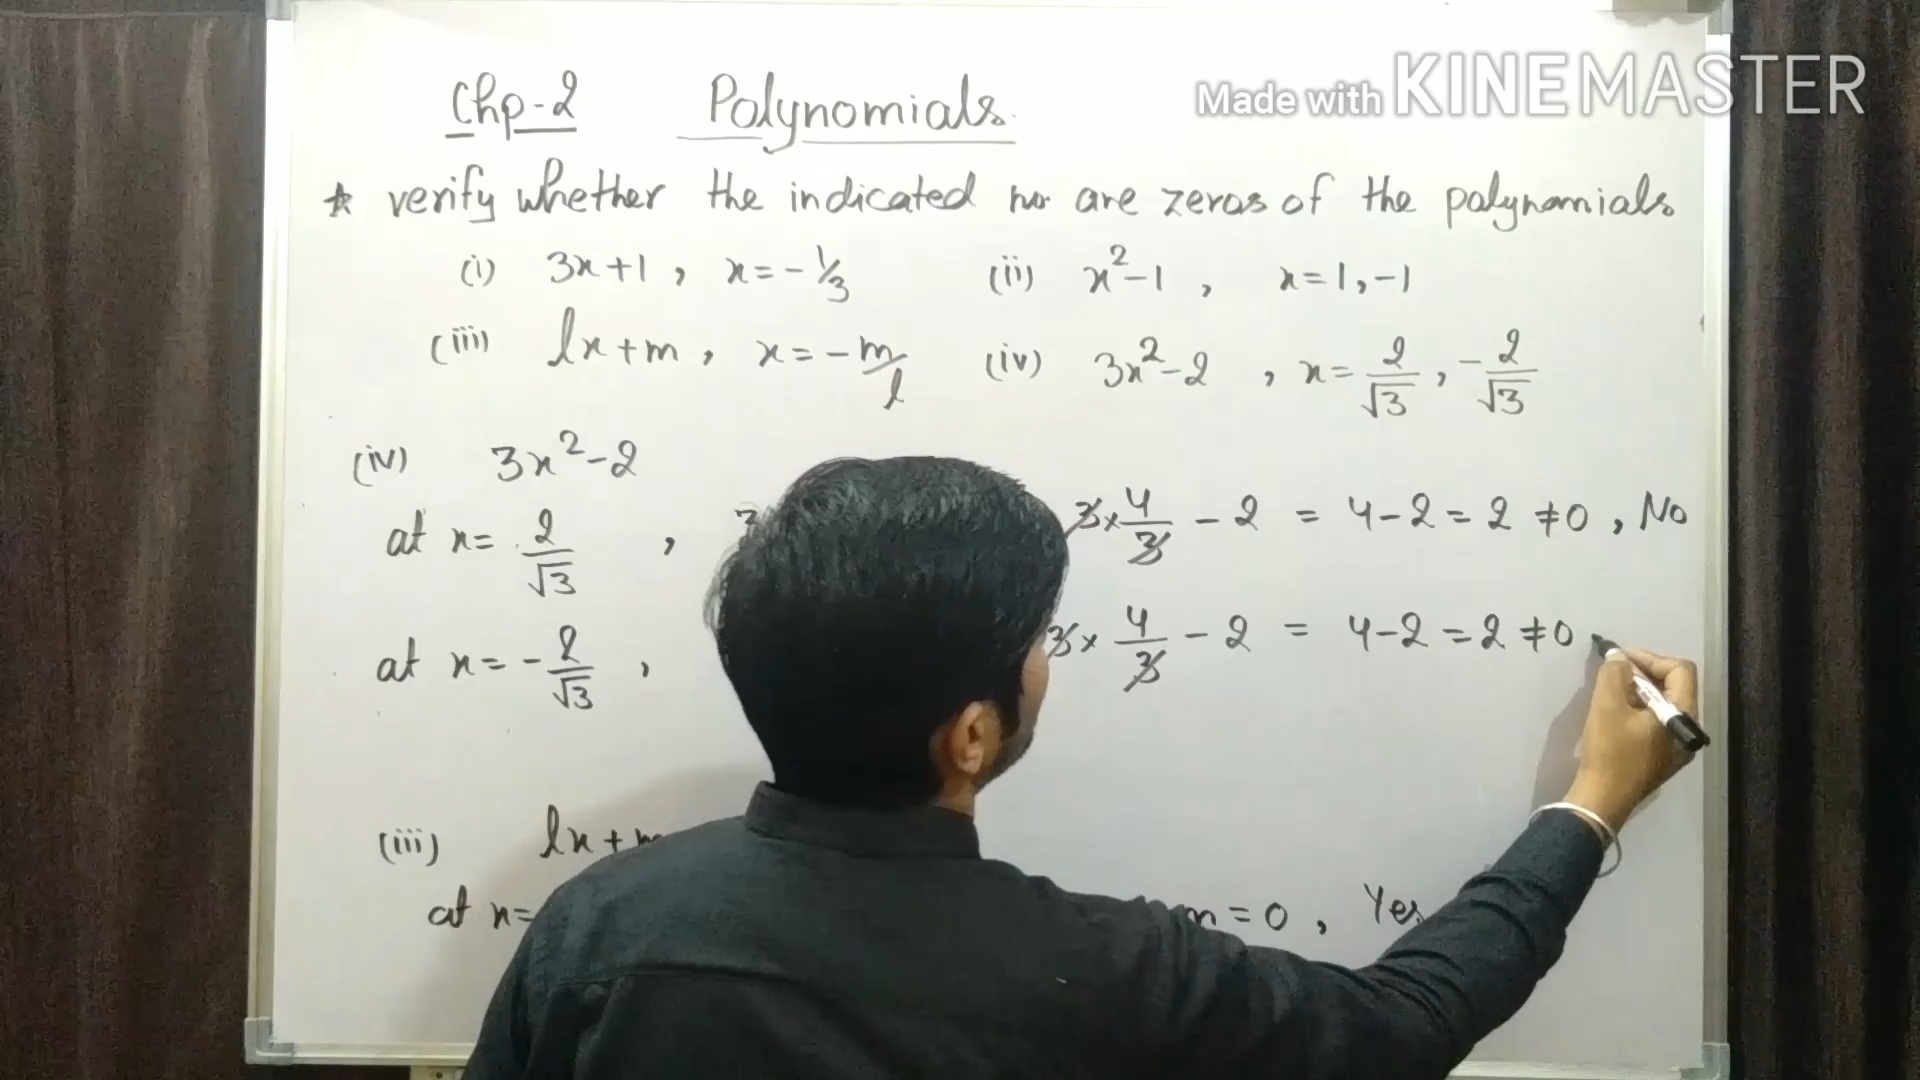 Made with KINEMASTER
Chp-2 Polynomials.
* verify whether the indicated no are zeros of the polynomials
(i) 3x+1 , x = -1/3 (ii) x²-1 , x = 1, -1
(iii) lx+m , x = -m/l (iv) 3x²-2 , x = 2/√3 , -2/√3
(iv) 3x²-2
at x = 2/√3 , 3×4/3 - 2 = 4-2 = 2 ≠0 , No
at x = -2/√3 , 3× 4/3 - 2 = 4-2 = 2 ≠0
(iii) lx+m
at x= m = 0 , Yes